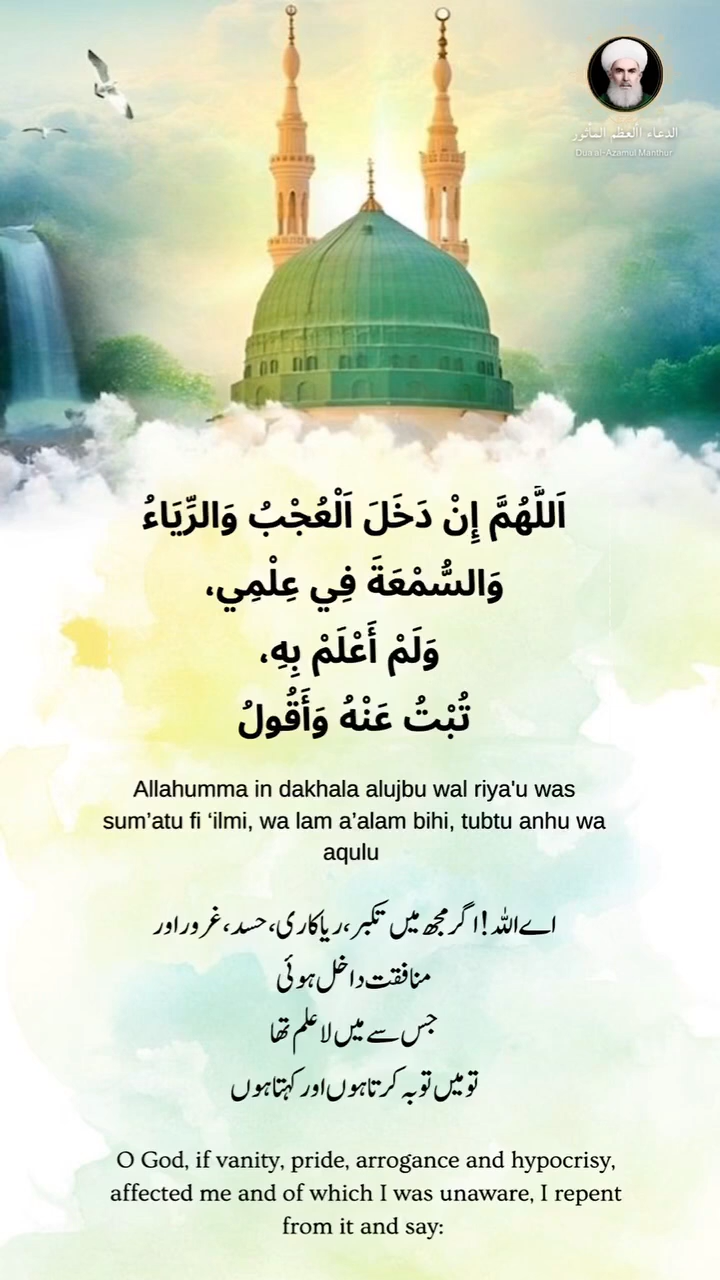 الدعاء االعظم المأثور
Dua al-Azamul Manthur
اَللّٰهُمَّ إِنْ دَخَلَ اَلْعُجْبُ وَالرِّيَاءُ
وَالسُّمْعَةَ فِي عِلْمِي،
وَلَمْ أَعْلَمْ بِهِ،
تُبْتُ عَنْهُ وَأَقُولُ
Allahumma in dakhala alujbu wal riya'u was
sum’atu fi ‘ilmi, wa lam a’alam bihi, tubtu anhu wa
aqulu
اے اللہ! اگر مجھ میں تکبر، ریاکاری، حسد، غرور اور
منافقت داخل ہوئی
جس سے میں لاعلم تھا
تو میں توبہ کرتا ہوں اور کہتا ہوں
O God, if vanity, pride, arrogance and hypocrisy,
affected me and of which I was unaware, I repent
from it and say: